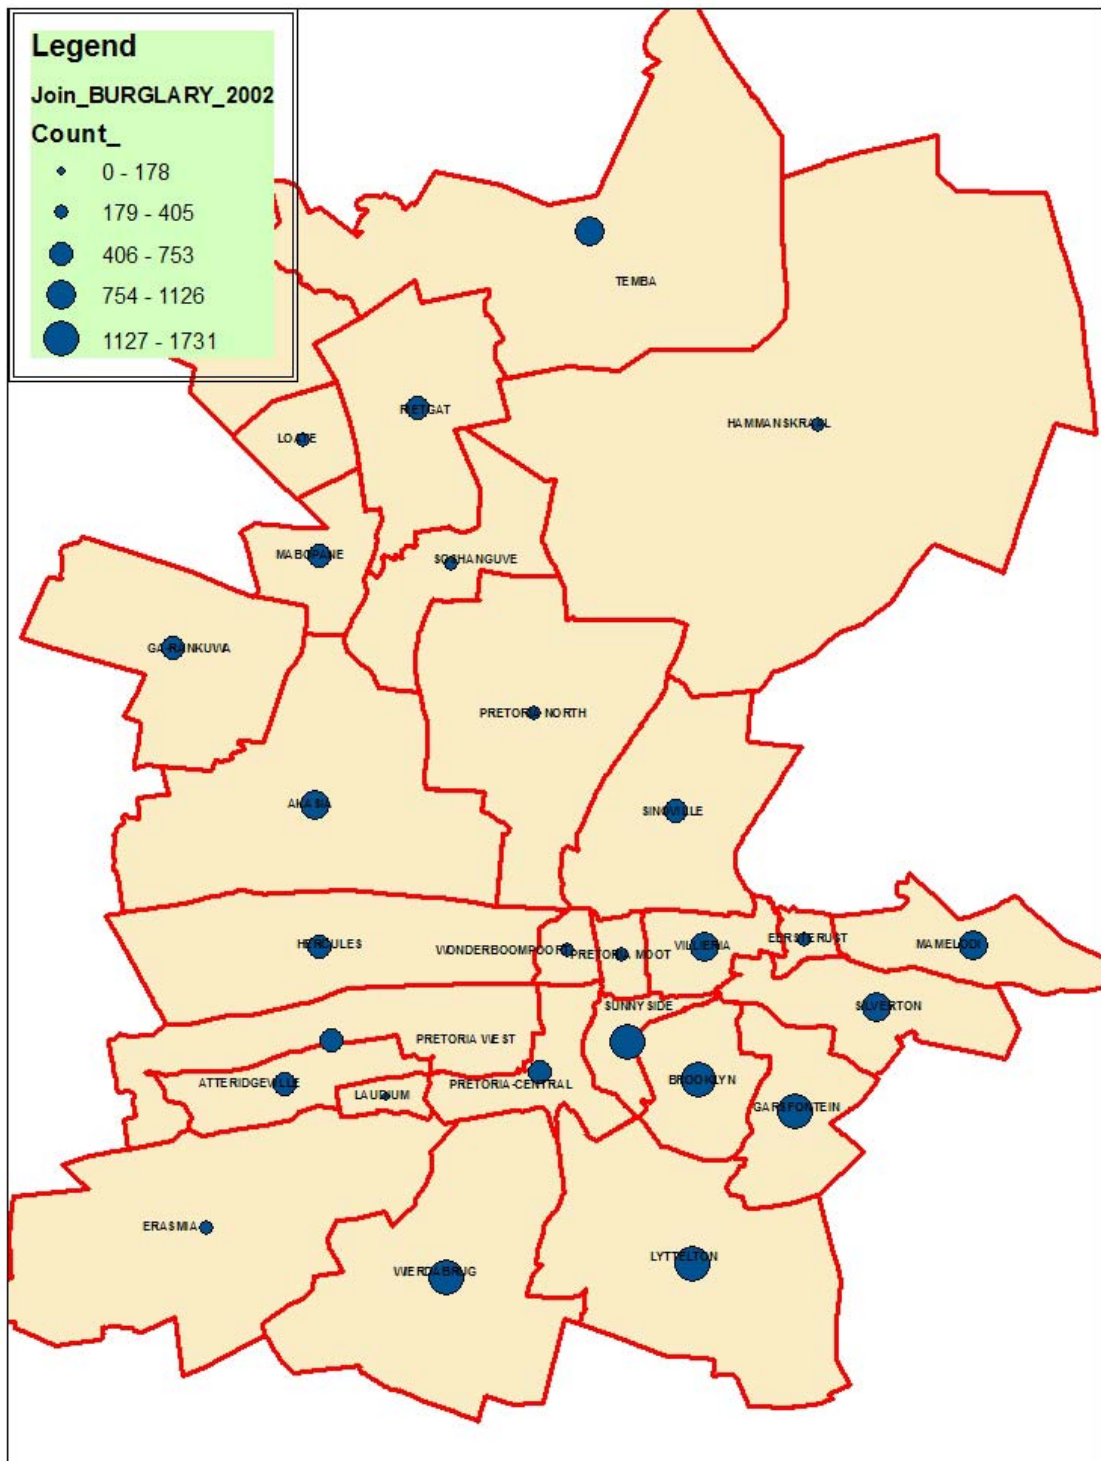 Legend
Join_BURGLARY_2002
Count_
0 - 178
179 - 405
406 - 753
754 - 1126
1127 - 1731
TEMBA
RIETGAT
HAMMANSKRAAL
LOATE
MABOPANE
SOSHANGUVE
GA-RANKUWA
PRETORIA NORTH
AKASIA
SINOVILLE
HERCULES
WONDERBOOMPOORT
PRETORIA MOOT
VILLIERIA
EERSTERUST
MAMELODI
SUNNYSIDE
SILVERTON
PRETORIA WEST
ATTERIDGEVILLE
LAUDIUM
PRETORIA-CENTRAL
BROOKLYN
GARSFONTEIN
ERASMIA
WIERDABRUG
LYTTELTON